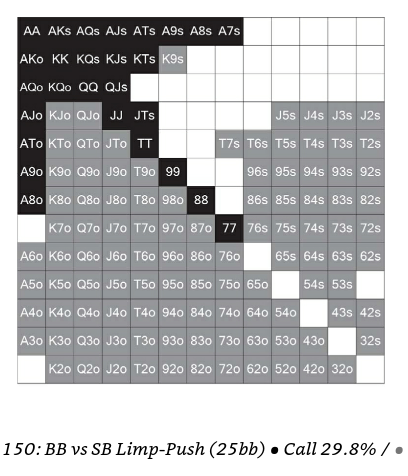 AA AKs AQs AJs ATs A9s A8s A7s
AKo KK KQs KJs KTs K9s
AQo KQo QQ QJs
AJo KJo QJo JJ JTs J5s J4s J3s J2s
ATo KTo QTo JTo TT T7s T6s T5s T4s T3s T2s
A9o K9o Q9o J9o T9o 99 96s 95s 94s 93s 92s
A8o K8o Q8o J8o T8o 98o 88 86s 85s 84s 83s 82s
K7o Q7o J7o T7o 97o 87o 77 76s 75s 74s 73s 72s
A6o K6o Q6o J6o T6o 96o 86o 76o 65s 64s 63s 62s
A5o K5o Q5o J5o T5o 95o 85o 75o 65o 54s 53s
A4o K4o Q4o J4o T4o 94o 84o 74o 64o 54o 43s 42s
A3o K3o Q3o J3o T3o 93o 83o 73o 63o 53o 43o 32s
K2o Q2o J2o T2o 92o 82o 72o 62o 52o 42o 32o
150: BB vs SB Limp-Push (25bb) • Call 29.8% / •